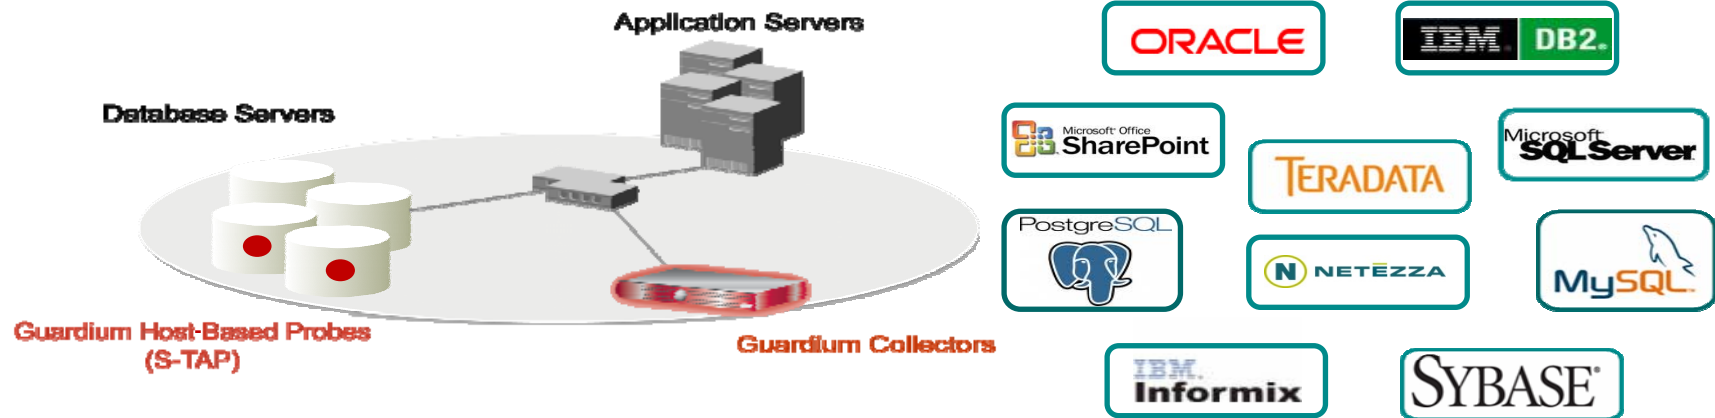 Application Servers
Database Servers
Guardium Host-Based Probes
(S-TAP)
Guardium Collectors
ORACLE
IBM. DB2.
Microsoft Office
SharePoint
Microsoft
SQL Server
TERADATA
PostgreSQL
N NETEZZA
MySQL
IBM.
Informix
SYBASE